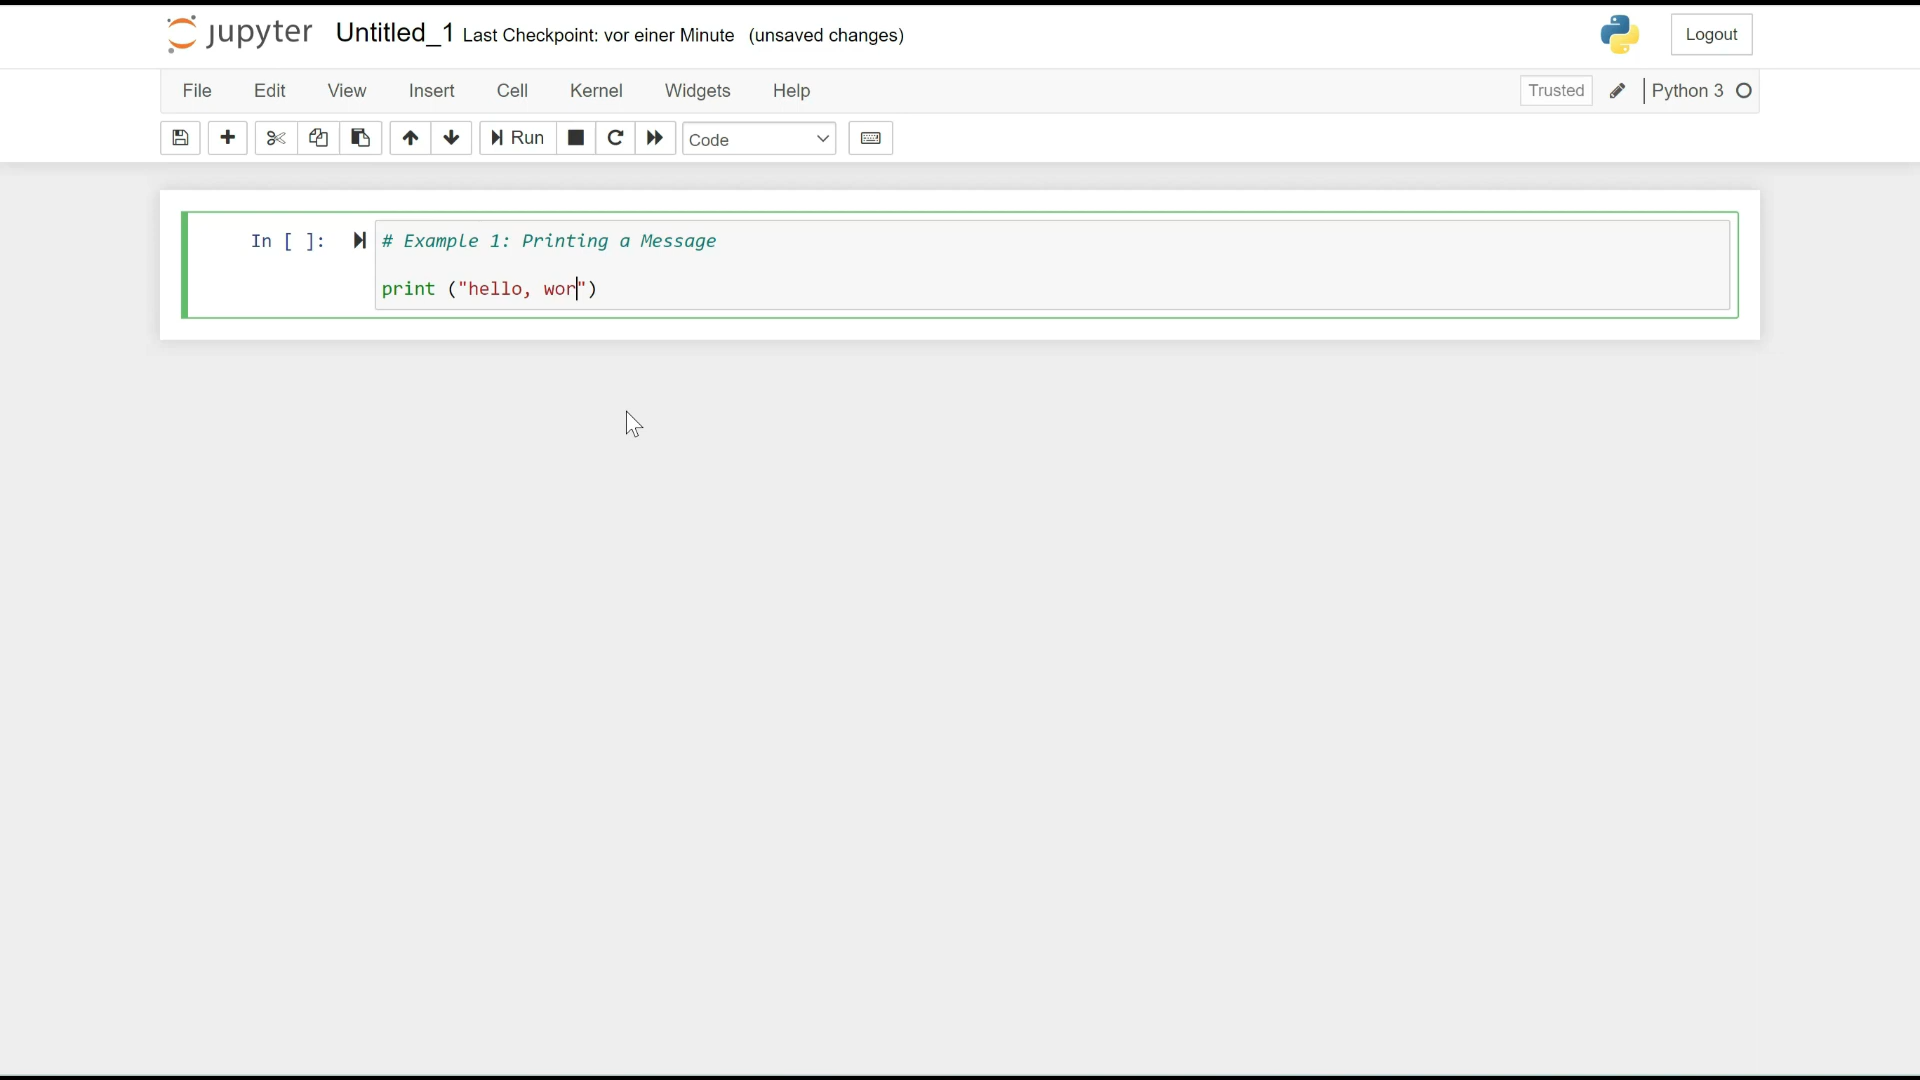 jupyter Untitled_1 Last Checkpoint: vor einer Minute (unsaved changes)
Logout
File Edit View Insert Cell Kernel Widgets Help
Trusted Python 3
Run Code
In [ ]: # Example 1: Printing a Message
print ("hello, wor")